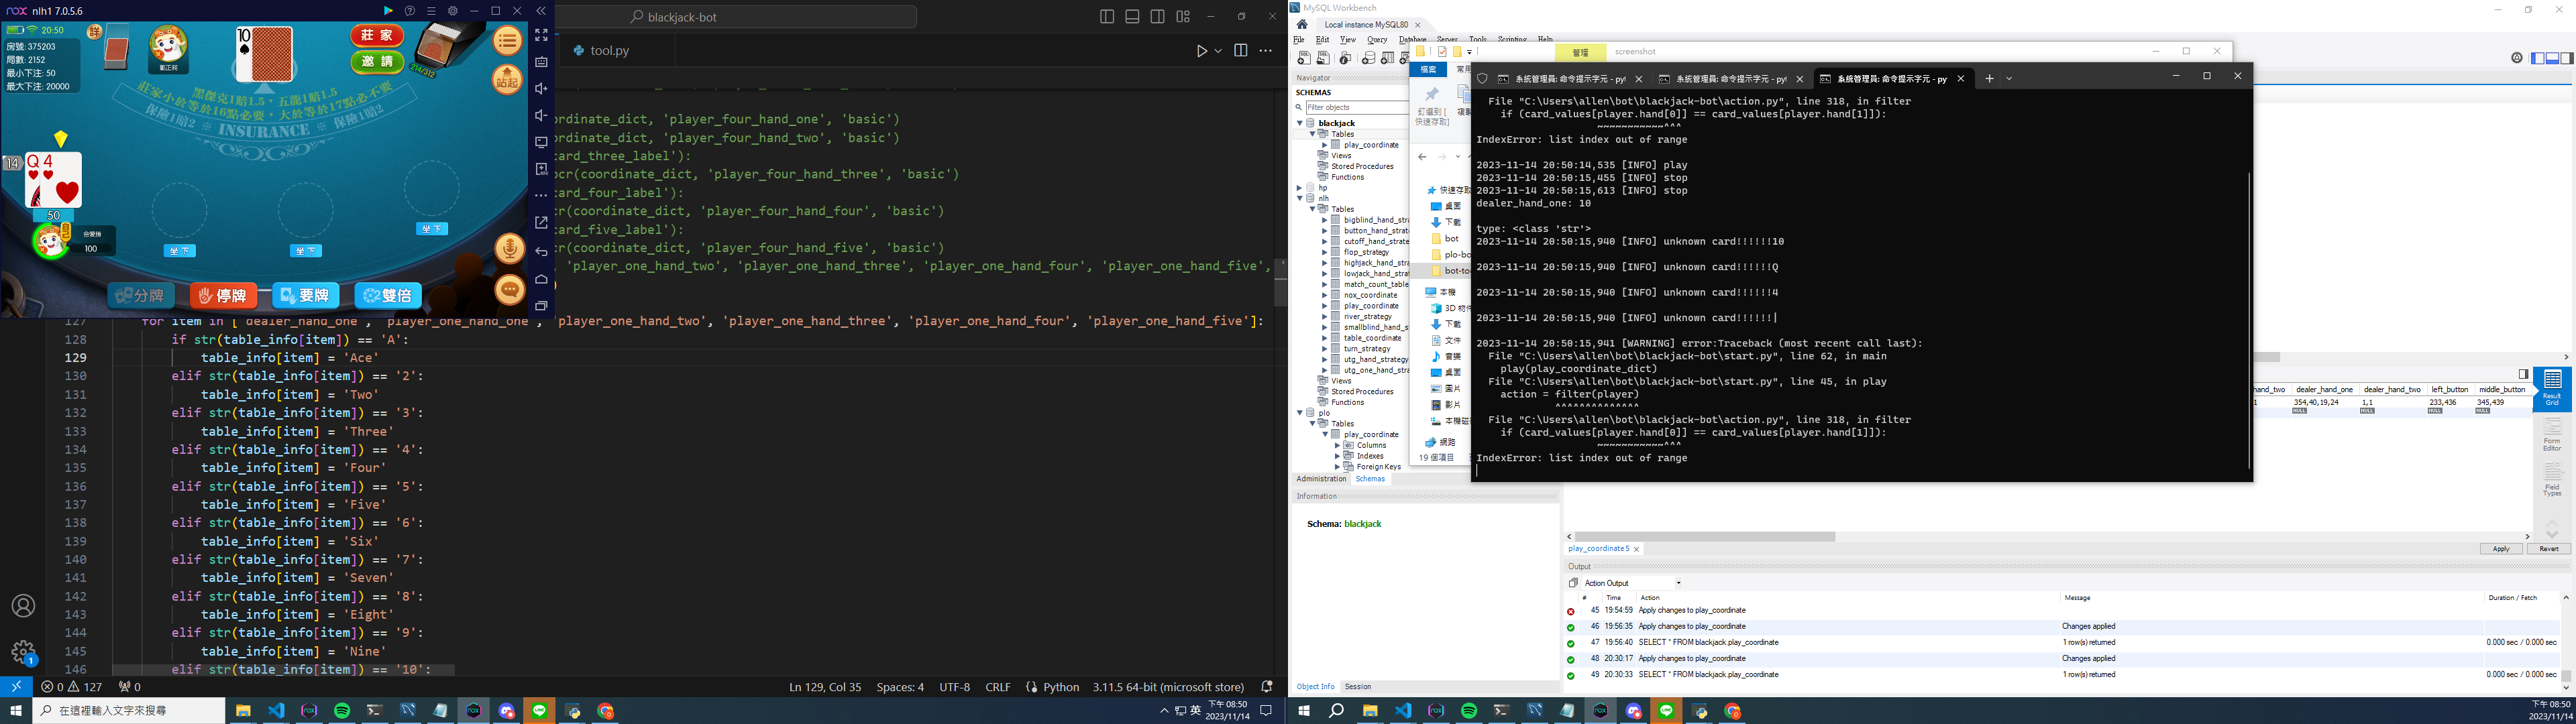 nox nlh1 7.0.5.6
20:50
房號: 375203
局數: 2152
最小下注: 50
最大下注: 20000
莊 家
邀 請
站起
214/312
10
黑傑克1賠1.5，五龍1賠1.5
莊家小於等於16點必要，大於等於17點必不要
保險1賠2 ※ INSURANCE ※ 保險1賠2
14
Q 4
50
自己
100
坐 下
坐 下
坐 下
分牌
停牌
要牌
雙倍
blackjack-bot
tool.py
oordinate_dict, 'player_four_hand_one', 'basic')
oordinate_dict, 'player_four_hand_two', 'basic')
card_three_label'):
ocr(coordinate_dict, 'player_four_hand_three', 'basic')
card_four_label'):
cr(coordinate_dict, 'player_four_hand_four', 'basic')
card_five_label'):
cr(coordinate_dict, 'player_four_hand_five', 'basic')
, 'player_one_hand_two', 'player_one_hand_three', 'player_one_hand_four', 'player_one_hand_five',
127 for item in ['dealer_hand_one', 'player_one_hand_one', 'player_one_hand_two', 'player_one_hand_three', 'player_one_hand_four', 'player_one_hand_five']:
128 if str(table_info[item]) == 'A':
129 table_info[item] = 'Ace'
130 elif str(table_info[item]) == '2':
131 table_info[item] = 'Two'
132 elif str(table_info[item]) == '3':
133 table_info[item] = 'Three'
134 elif str(table_info[item]) == '4':
135 table_info[item] = 'Four'
136 elif str(table_info[item]) == '5':
137 table_info[item] = 'Five'
138 elif str(table_info[item]) == '6':
139 table_info[item] = 'Six'
140 elif str(table_info[item]) == '7':
141 table_info[item] = 'Seven'
142 elif str(table_info[item]) == '8':
143 table_info[item] = 'Eight'
144 elif str(table_info[item]) == '9':
145 table_info[item] = 'Nine'
146 elif str(table_info[item]) == '10':
0 127 0
Ln 129, Col 35 Spaces: 4 UTF-8 CRLF Python 3.11.5 64-bit (microsoft store)
在這裡輸入文字來搜尋
英
下午 08:50
2023/11/14
MySQL Workbench
Local instance MySQL80
File Edit View Query Database Server Tools Scripting Help
Navigator
SCHEMAS
Filter objects
blackjack
Tables
play_coordinate
Views
Stored Procedures
Functions
hp
nlh
Tables
bigblind_hand_stra
button_hand_strat
cutoff_hand_strate
flop_strategy
highjack_hand_stra
lowjack_hand_strat
match_count_table
nox_coordinate
play_coordinate
river_strategy
smallblind_hand_s
table_coordinate
turn_strategy
utg_hand_strategy
utg_one_hand_stra
Views
Stored Procedures
Functions
plo
Tables
play_coordinate
Columns
Indexes
Foreign Keys
Administration Schemas
Information
Schema: blackjack
Object Info Session
管理 screenshot
檔案 常用
釘選到 [
快速存取]
快速存取
桌面
下載
bot
plo-bo
bot-too
本機
3D 物件
下載
文件
音樂
桌面
圖片
影片
本機磁碟
網路
19 個項目
系統管理員: 命令提示字元 - pyt
系統管理員: 命令提示字元 - pyt
系統管理員: 命令提示字元 - py
File "C:\Users\allen\bot\blackjack-bot\action.py", line 318, in filter
if (card_values[player.hand[0]] == card_values[player.hand[1]]):
~~~~~~~~~~~^^^
IndexError: list index out of range
2023-11-14 20:50:14,535 [INFO] play
2023-11-14 20:50:15,455 [INFO] stop
2023-11-14 20:50:15,613 [INFO] stop
dealer_hand_one: 10
type: <class 'str'>
2023-11-14 20:50:15,940 [INFO] unknown card!!!!!!10
2023-11-14 20:50:15,940 [INFO] unknown card!!!!!!Q
2023-11-14 20:50:15,940 [INFO] unknown card!!!!!!4
2023-11-14 20:50:15,940 [INFO] unknown card!!!!!!|
2023-11-14 20:50:15,941 [WARNING] error:Traceback (most recent call last):
File "C:\Users\allen\bot\blackjack-bot\start.py", line 62, in main
play(play_coordinate_dict)
File "C:\Users\allen\bot\blackjack-bot\start.py", line 45, in play
action = filter(player)
^^^^^^^^^^^^^^
File "C:\Users\allen\bot\blackjack-bot\action.py", line 318, in filter
if (card_values[player.hand[0]] == card_values[player.hand[1]]):
~~~~~~~~~~~^^^
IndexError: list index out of range
hand_two dealer_hand_one dealer_hand_two left_button middle_button
1 354,40,19,24 1,1 233,436 345,439
NULL NULL NULL NULL
Result
Grid
Form
Editor
Field
Types
play_coordinate 5
Apply Revert
Output
Action Output
# Time Action Message Duration / Fetch
45 19:54:59 Apply changes to play_coordinate
46 19:56:35 Apply changes to play_coordinate Changes applied
47 19:56:40 SELECT * FROM blackjack.play_coordinate 1 row(s) returned 0.000 sec / 0.000 sec
48 20:30:17 Apply changes to play_coordinate Changes applied
49 20:30:33 SELECT * FROM blackjack.play_coordinate 1 row(s) returned 0.000 sec / 0.000 sec
下午 08:50
2023/11/14